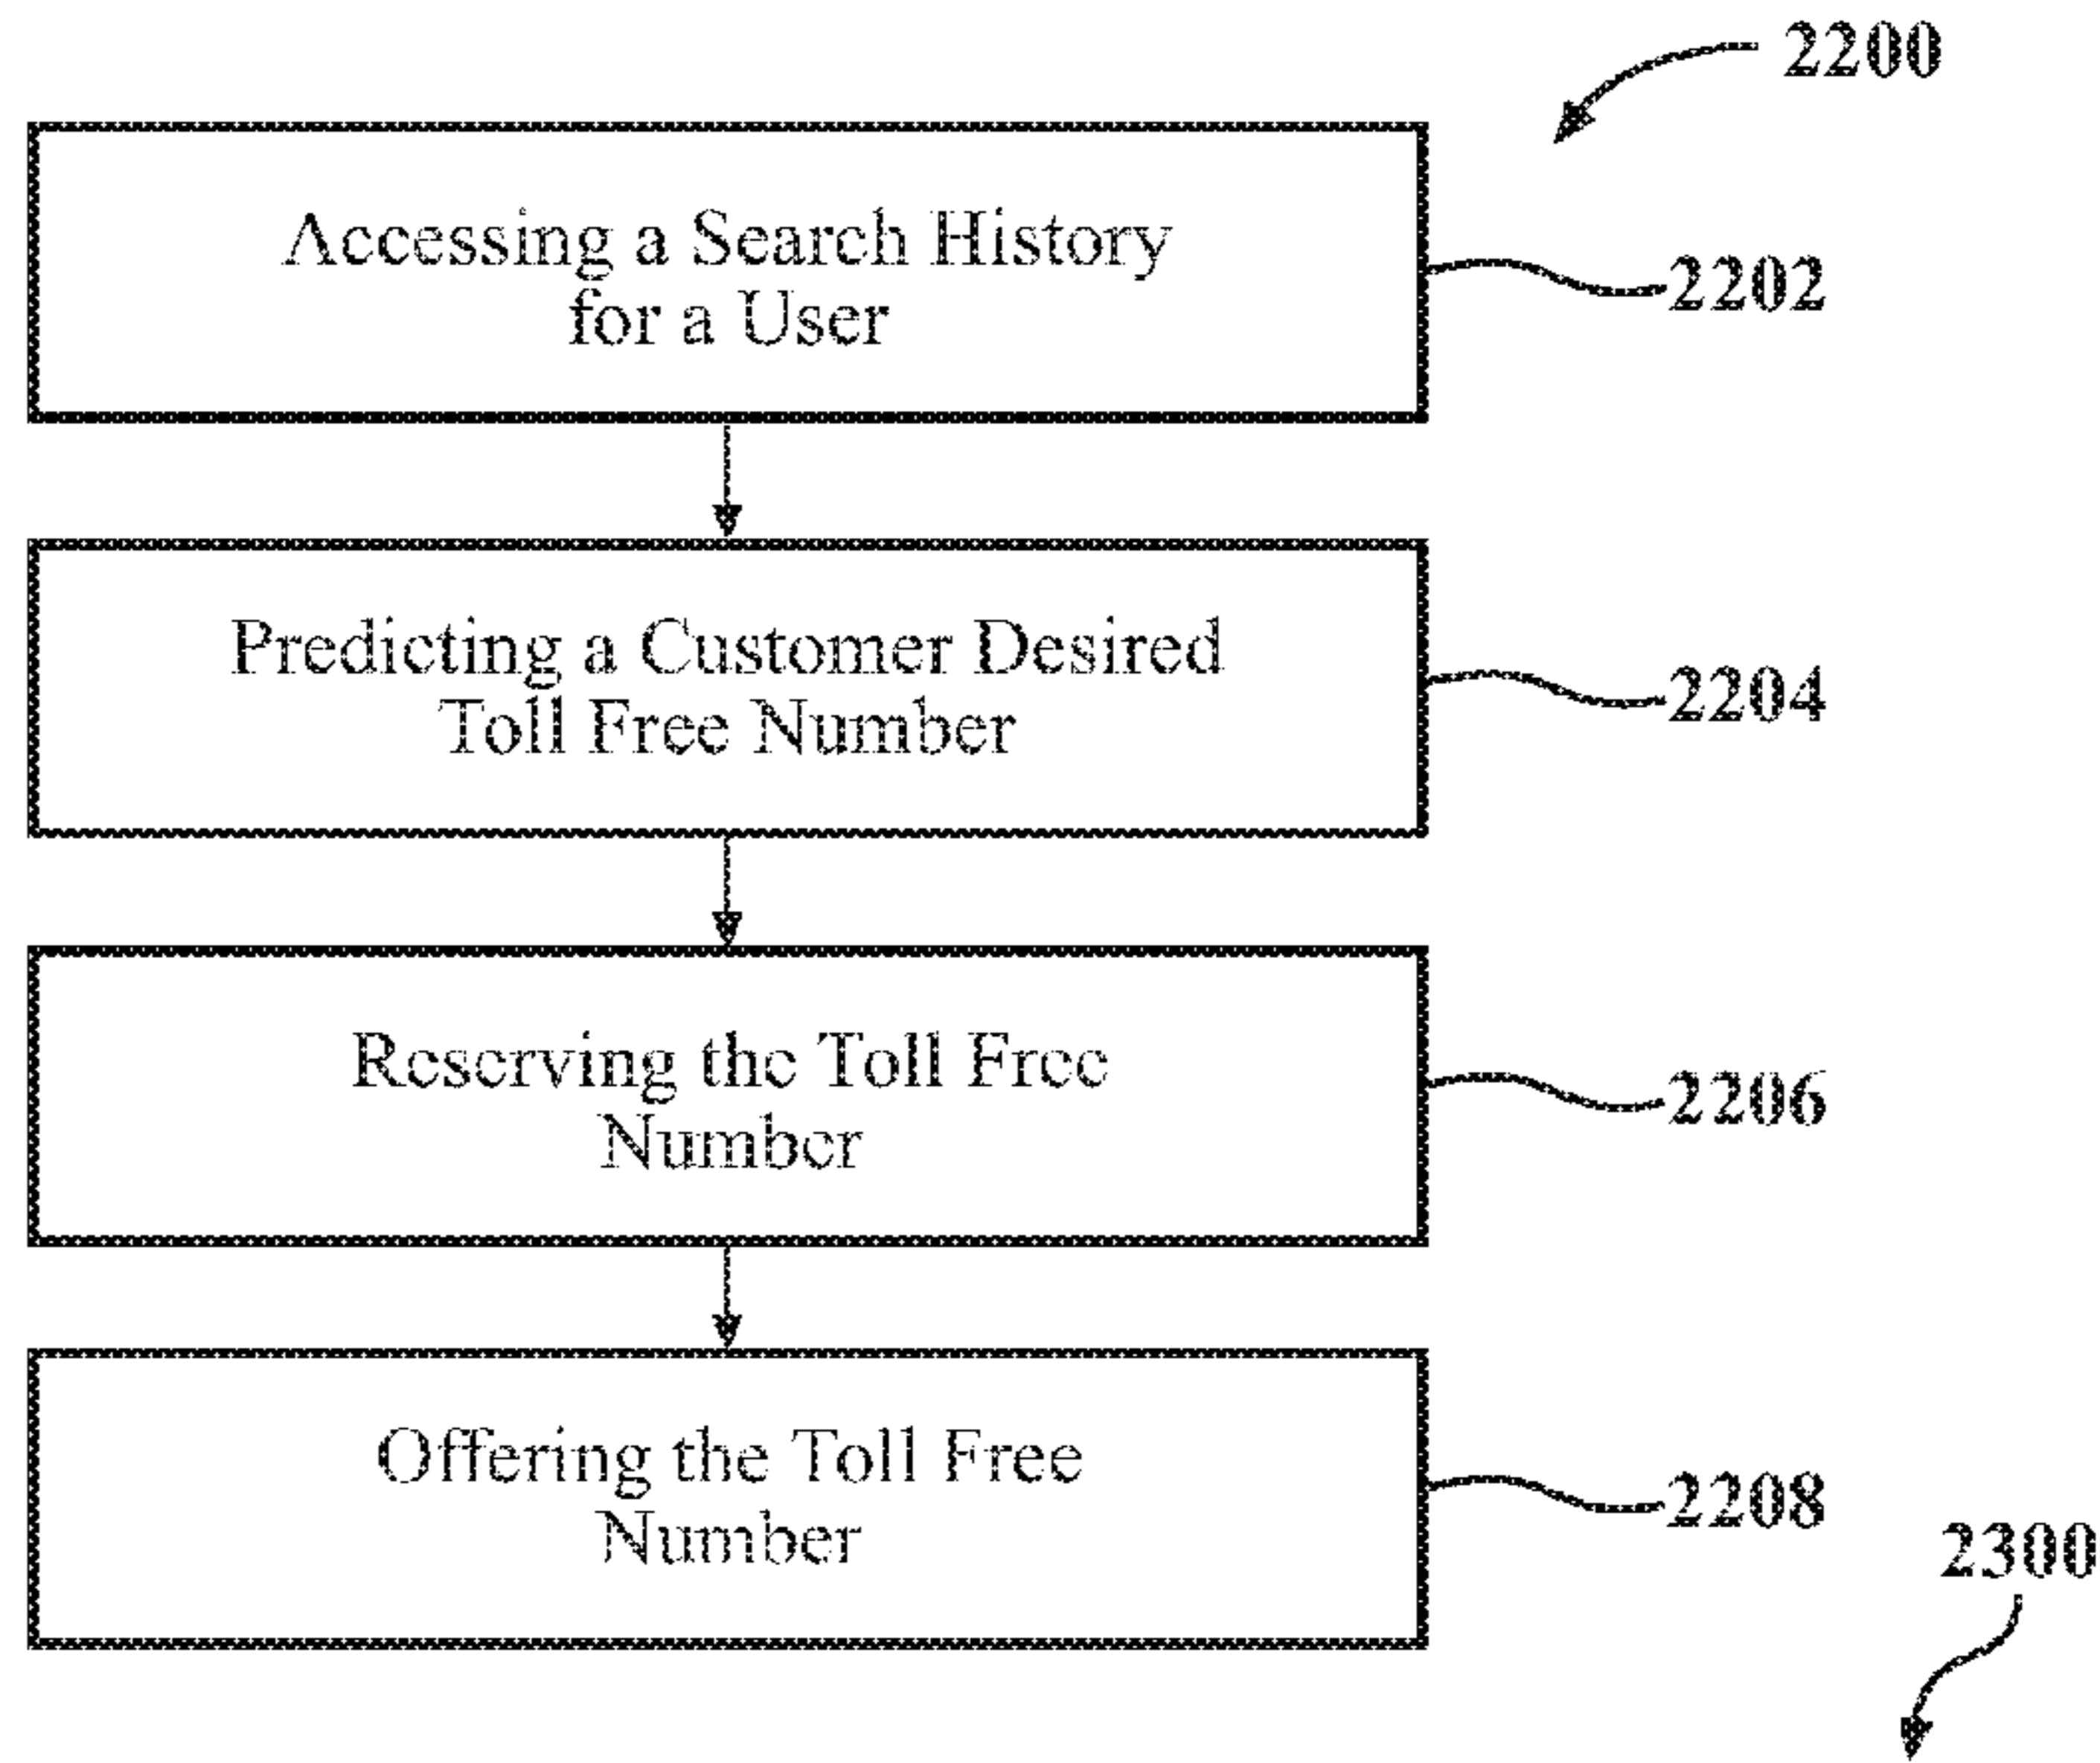 2200
Accessing a Search History
for a User
2202
Predicting a Customer Desired
Toll Free Number
2204
Reserving the Toll Free
Number
2206
Offering the Toll Free
Number
2208
2300